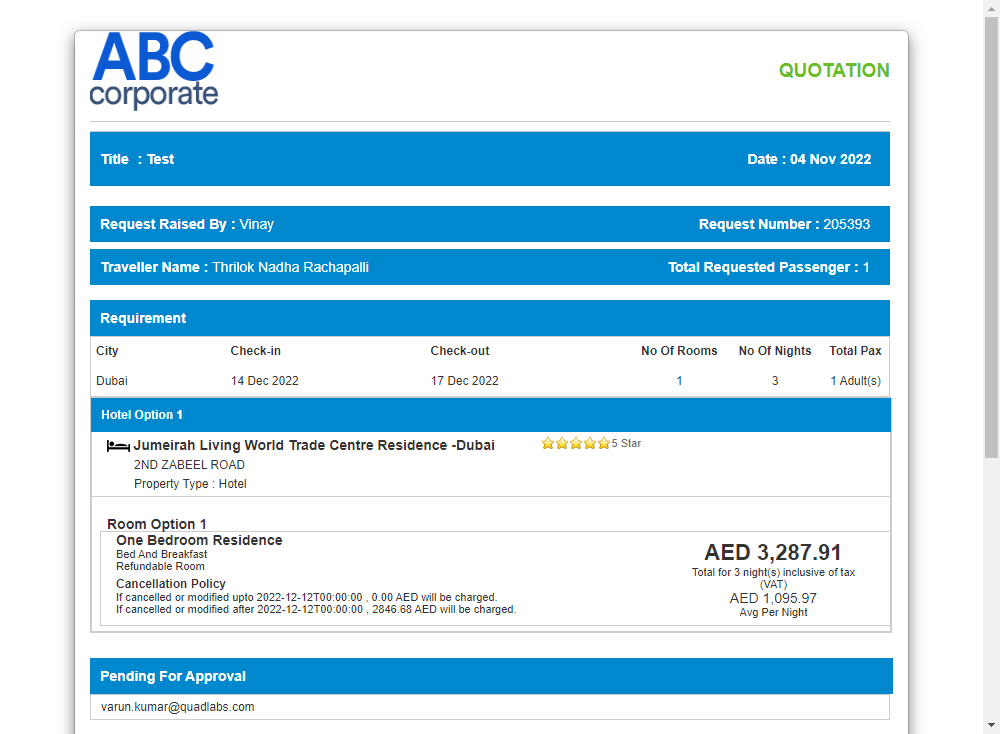 ABC
corporate
QUOTATION
Title : Test
Date : 04 Nov 2022
Request Raised By : Vinay
Request Number : 205393
Traveller Name : Thrilok Nadha Rachapalli
Total Requested Passenger : 1
Requirement
City Check-in Check-out No Of Rooms No Of Nights Total Pax
Dubai 14 Dec 2022 17 Dec 2022 1 3 1 Adult(s)
Hotel Option 1
Jumeirah Living World Trade Centre Residence -Dubai
5 Star
2ND ZABEEL ROAD
Property Type : Hotel
Room Option 1
One Bedroom Residence
Bed And Breakfast
Refundable Room
Cancellation Policy
If cancelled or modified upto 2022-12-12T00:00:00 , 0.00 AED will be charged.
If cancelled or modified after 2022-12-12T00:00:00 , 2846.68 AED will be charged.
AED 3,287.91
Total for 3 night(s) inclusive of tax
(VAT)
AED 1,095.97
Avg Per Night
Pending For Approval
varun.kumar@quadlabs.com